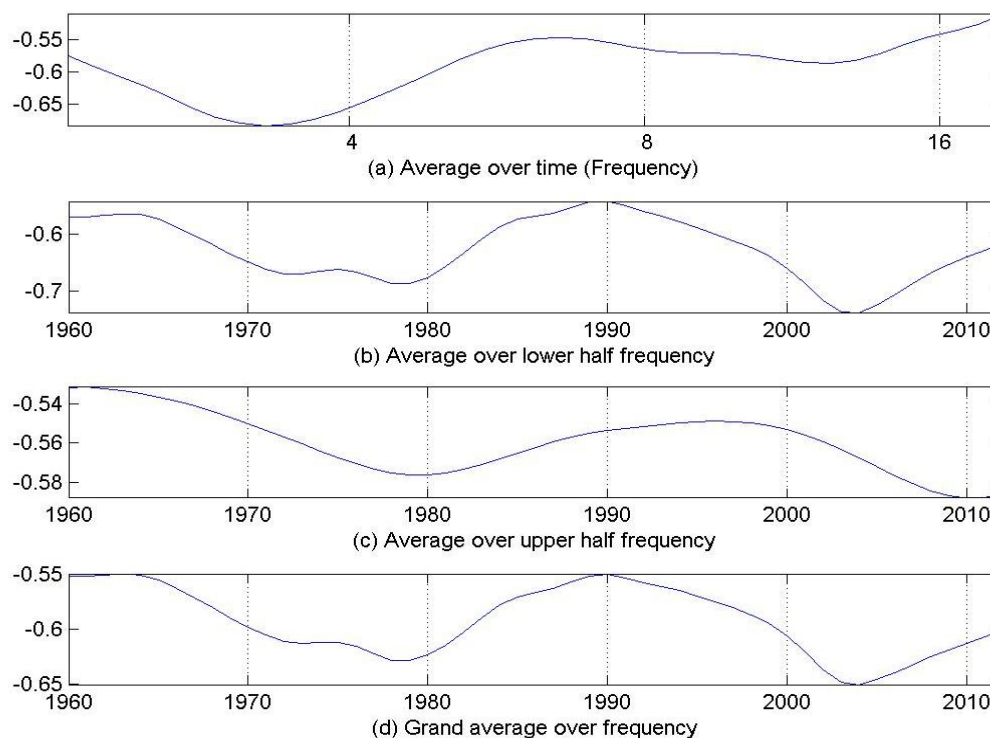 -0.55
-0.6
-0.65
4 8 16
(a) Average over time (Frequency)
-0.6
-0.7
1960 1970 1980 1990 2000 2010
(b) Average over lower half frequency
-0.54
-0.56
-0.58
1960 1970 1980 1990 2000 2010
(c) Average over upper half frequency
-0.55
-0.6
-0.65
1960 1970 1980 1990 2000 2010
(d) Grand average over frequency